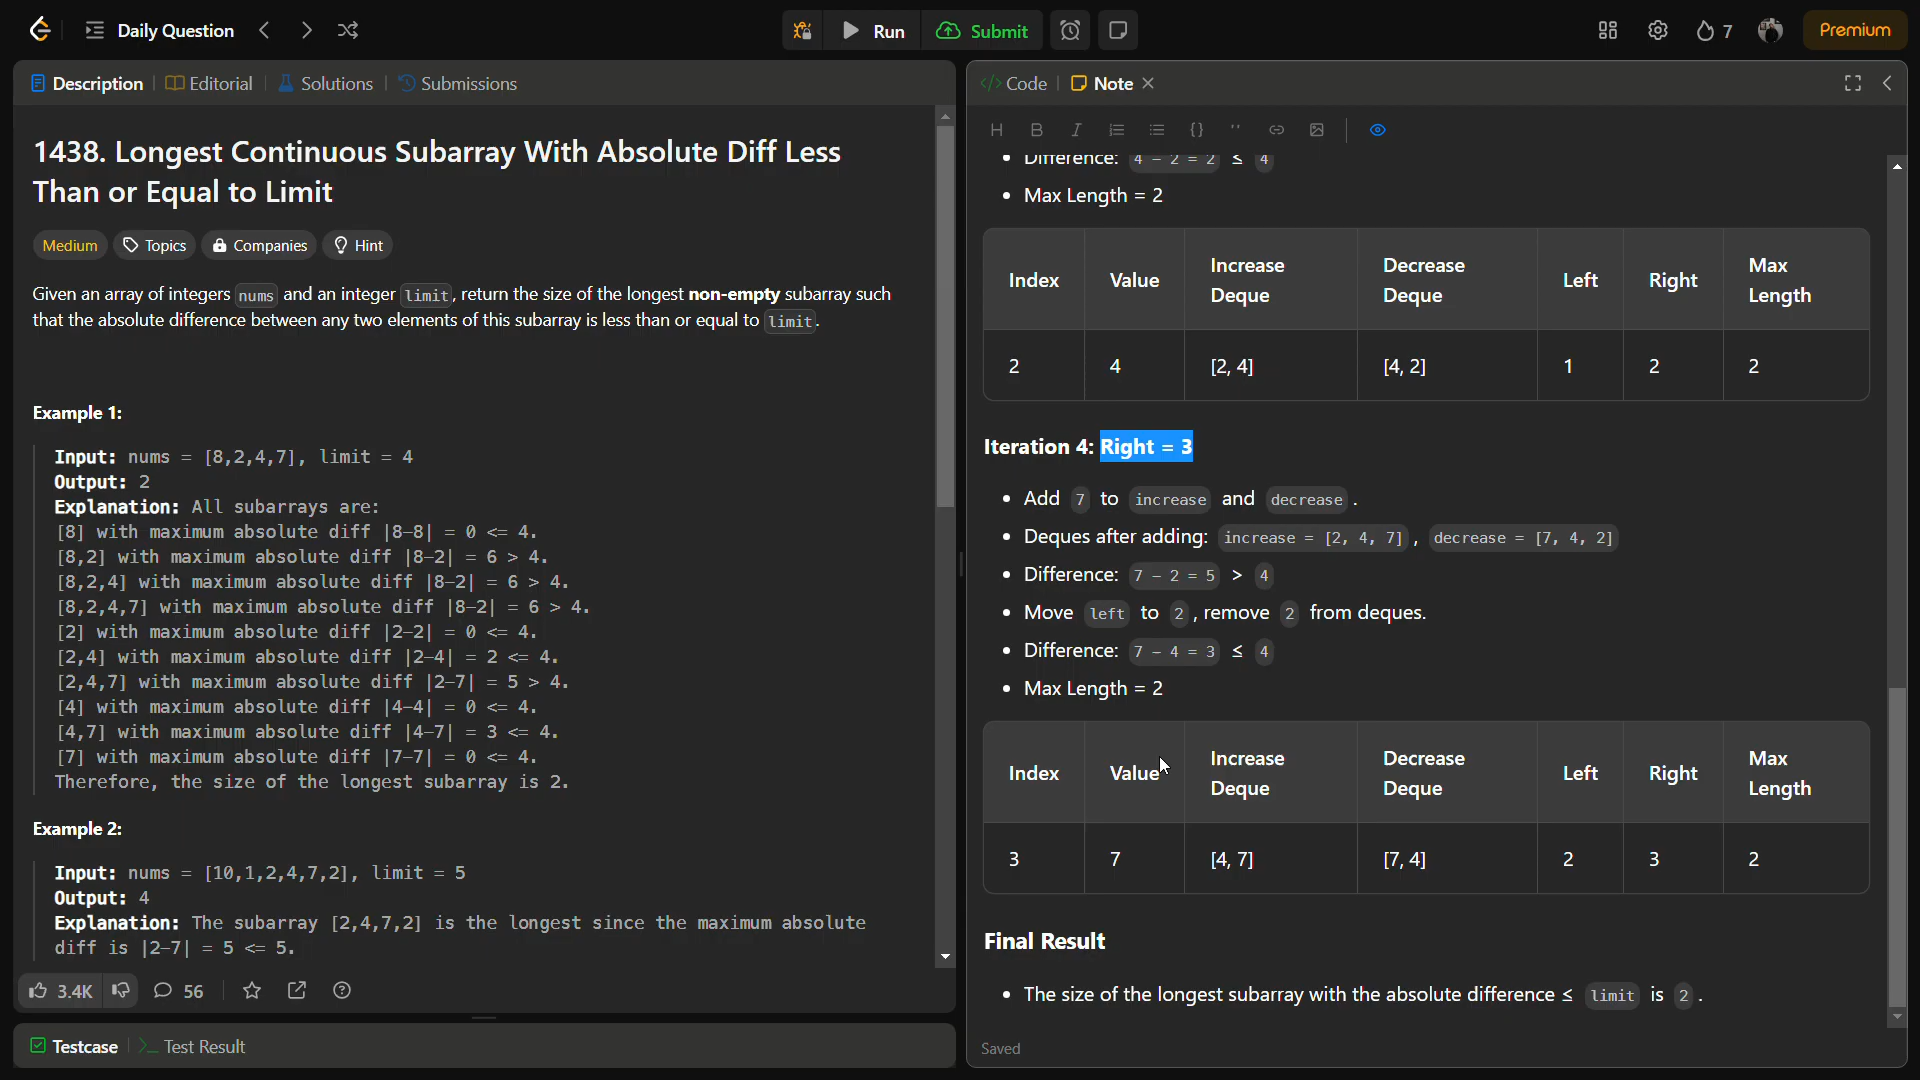 Daily Question
Run
Submit
7
Premium
Description
Editorial
Solutions
Submissions
1438. Longest Continuous Subarray With Absolute Diff Less
Than or Equal to Limit
Medium
Topics
Companies
Hint
Given an array of integers nums and an integer limit, return the size of the longest non-empty subarray such
that the absolute difference between any two elements of this subarray is less than or equal to limit.
Example 1:
Input: nums = [8,2,4,7], limit = 4
Output: 2
Explanation: All subarrays are:
[8] with maximum absolute diff |8-8| = 0 <= 4.
[8,2] with maximum absolute diff |8-2| = 6 > 4.
[8,2,4] with maximum absolute diff |8-2| = 6 > 4.
[8,2,4,7] with maximum absolute diff |8-2| = 6 > 4.
[2] with maximum absolute diff |2-2| = 0 <= 4.
[2,4] with maximum absolute diff |2-4| = 2 <= 4.
[2,4,7] with maximum absolute diff |2-7| = 5 > 4.
[4] with maximum absolute diff |4-4| = 0 <= 4.
[4,7] with maximum absolute diff |4-7| = 3 <= 4.
[7] with maximum absolute diff |7-7| = 0 <= 4.
Therefore, the size of the longest subarray is 2.
Example 2:
Input: nums = [10,1,2,4,7,2], limit = 5
Output: 4
Explanation: The subarray [2,4,7,2] is the longest since the maximum absolute
diff is |2-7| = 5 <= 5.
3.4K
56
Testcase
Test Result
Code
Note
H B I {} "
• Difference: 4 - 2 = 2 ≤ 4
• Max Length = 2
Index Value Increase Deque Decrease Deque Left Right Max Length
2 4 [2, 4] [4, 2] 1 2 2
Iteration 4: Right = 3
• Add 7 to increase and decrease.
• Deques after adding: increase = [2, 4, 7], decrease = [7, 4, 2]
• Difference: 7 - 2 = 5 > 4
• Move left to 2, remove 2 from deques.
• Difference: 7 - 4 = 3 ≤ 4
• Max Length = 2
Index Value Increase Deque Decrease Deque Left Right Max Length
3 7 [4, 7] [7, 4] 2 3 2
Final Result
• The size of the longest subarray with the absolute difference ≤ limit is 2.
Saved